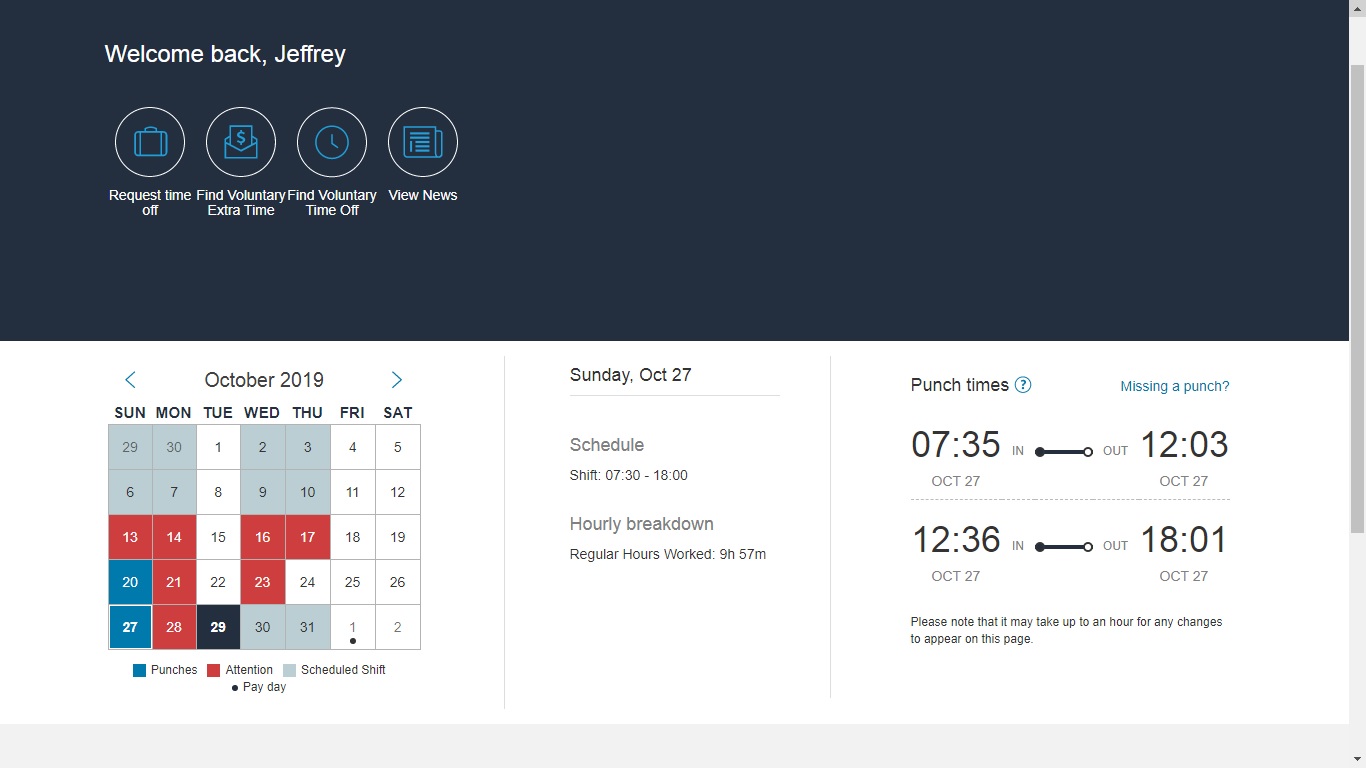 Welcome back, Jeffrey
Request time off
Find Voluntary Extra Time
Find Voluntary Time Off
View News
October 2019
SUN MON TUE WED THU FRI SAT
29 30 1 2 3 4 5
6 7 8 9 10 11 12
13 14 15 16 17 18 19
20 21 22 23 24 25 26
27 28 29 30 31 1 2
Punches Attention Scheduled Shift
Pay day
Sunday, Oct 27
Schedule
Shift: 07:30 - 18:00
Hourly breakdown
Regular Hours Worked: 9h 57m
Punch times ? Missing a punch?
07:35 IN OUT 12:03
OCT 27 OCT 27
12:36 IN OUT 18:01
OCT 27 OCT 27
Please note that it may take up to an hour for any changes
to appear on this page.